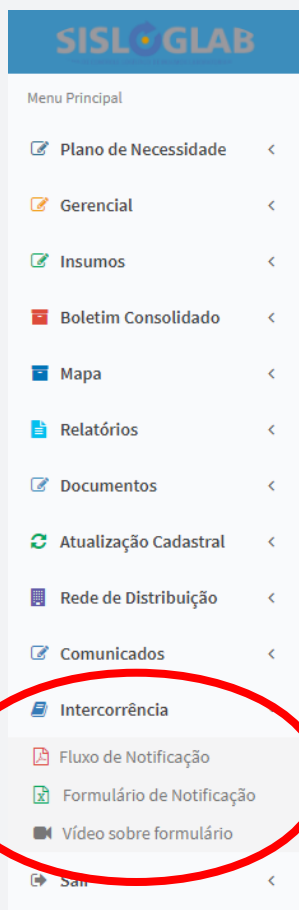 SISLOGLAB
Menu Principal
Plano de Necessidade
Gerencial
Insumos
Boletim Consolidado
Mapa
Relatórios
Documentos
Atualização Cadastral
Rede de Distribuição
Comunicados
Intercorrência
Fluxo de Notificação
Formulário de Notificação
Vídeo sobre formulário
Sair